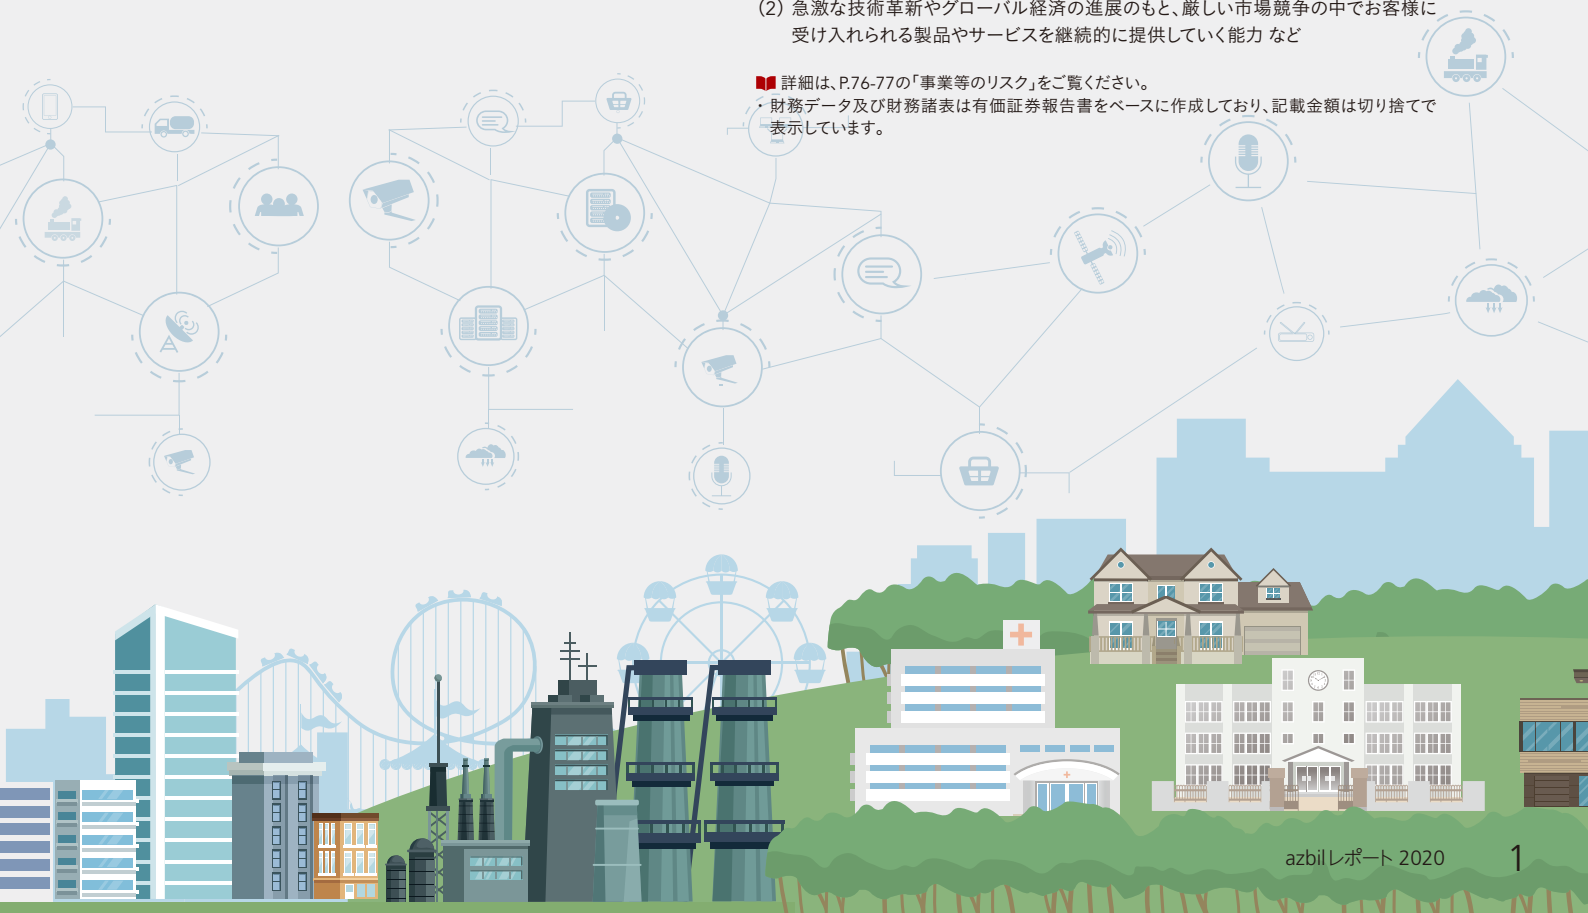 （2） 急激な技術革新やグローバル経済の進展のもと、厳しい市場競争の中でお客様に
受け入れられる製品やサービスを継続的に提供していく能力 など
詳細は、P.76-77の「事業等のリスク」をご覧ください。
・ 財務データ及び財務諸表は有価証券報告書をベースに作成しており、記載金額は切り捨てで
表示しています。
azbilレポート 2020 1